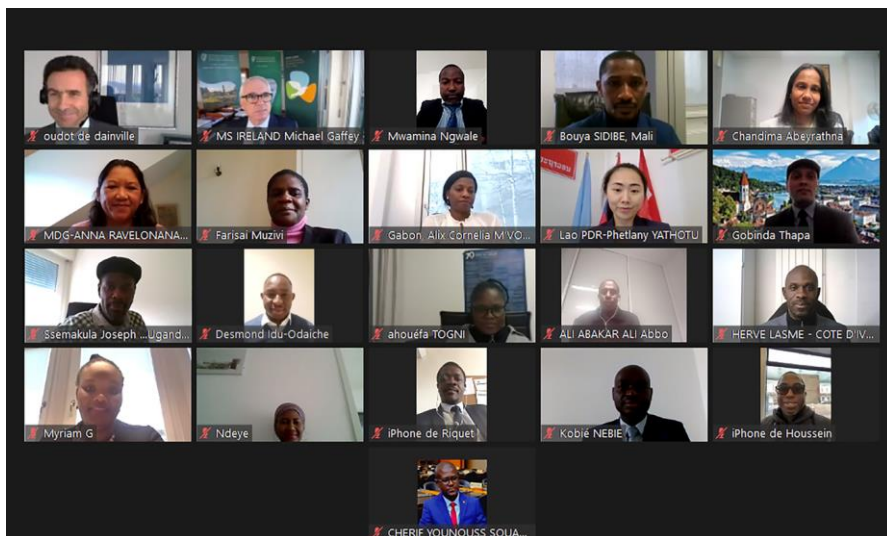 oudot de dainville
MS IRELAND Michael Gaffey
Mwamina Ngwale
Bouya SIDIBE, Mali
Chandima Abeyrathna
MDG-ANNA RAVELONANA...
Farisai Muzivi
Gabon_Alix Cornelia M'VO...
Lao PDR-Phetlany YATHOTU
Gobinda Thapa
Ssemakula Joseph ...Ugand...
Desmond Idu-Odaiche
ahouéfa TOGNI
ALI ABAKAR ALI Abbo
HERVE LASME - COTE D'IV...
Myriam G
Ndeye
iPhone de Riquet
Kobié NEBIE
iPhone de Houssein
CHERIF YOUNOUSS SOUA...